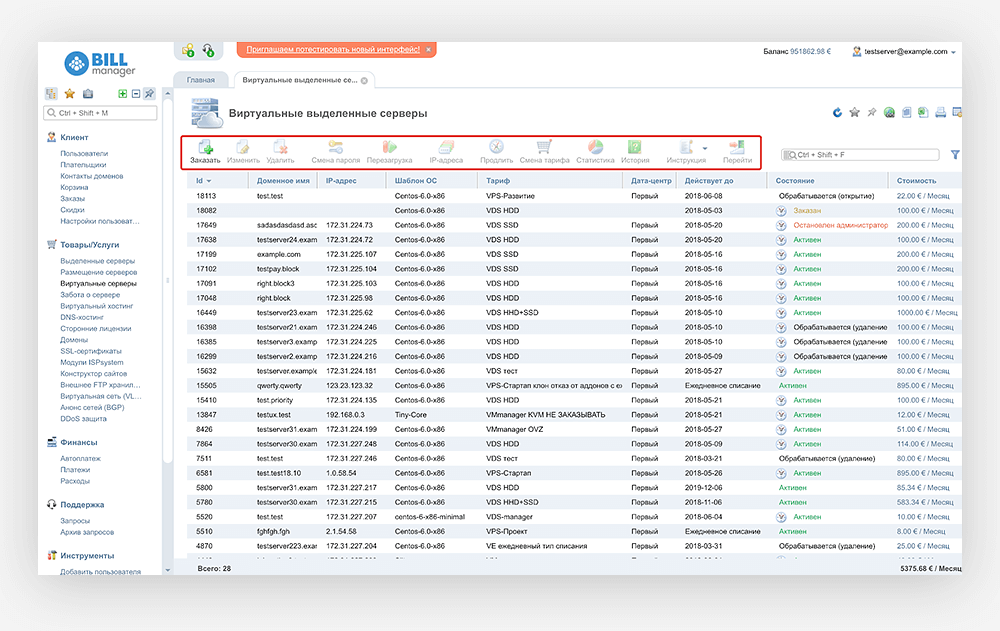 Приглашаем потестировать новый интерфейс! ×
Баланс 951862.98 €
testserver@example.com
BILL
manager
Ctrl + Shift + M
Клиент
Пользователи
Плательщики
Контакты доменов
Корзина
Заказы
Скидки
Настройки пользоват...
Товары/Услуги
Выделенные серверы
Размещение серверов
Виртуальные серверы
Забота о сервере
Виртуальный хостинг
DNS-хостинг
Сторонние лицензии
Домены
SSL-сертификаты
Модули ISPsystem
Конструктор сайтов
Внешнее FTP хранил...
Виртуальная сеть (VL...
Анонс сетей (BGP)
DDoS защита
Финансы
Автоплатеж
Платежи
Расходы
Поддержка
Запросы
Архив запросов
Инструменты
Добавить пользователя
Главная
Виртуальные выделенные се...
Виртуальные выделенные серверы
Заказать Изменить Удалить Смена пароля Перезагрузка IP-адреса Продлить Смена тарифа Статистика История Инструкция Перейти
Ctrl + Shift + F
Id Доменное имя IP-адрес Шаблон ОС Тариф Дата-центр Действует до Состояние Стоимость
18113 test.test Centos-6.0-x86 VPS-Развитие Первый 2018-06-08 Обрабатывается (открытие) 22.00 € / Месяц
18082 Centos-6.0-x86 VDS HDD 2018-05-03 Заказан 100.00 € / Месяц
17649 sadasdasdasd.asc 172.31.224.73 Centos-6.0-x86 VDS SSD Первый 2018-05-20 Остановлен администратор 200.00 € / Месяц
17638 testserver24.exam 172.31.224.72 Centos-6.0-x86 VDS HDD Первый 2018-05-20 Активен 100.00 € / Месяц
17199 example.com 172.31.225.107 Centos-6.0-x86 VDS SSD Первый 2018-05-16 Активен 200.00 € / Месяц
17102 testpay.block 172.31.225.104 Centos-6.0-x86 VDS SSD Первый 2018-05-16 Активен 200.00 € / Месяц
17091 right.block3 172.31.225.103 Centos-6.0-x86 VDS HDD Первый 2018-05-16 Активен 100.00 € / Месяц
17048 right.block 172.31.225.98 Centos-6.0-x86 VDS HDD Первый 2018-05-16 Активен 100.00 € / Месяц
16449 testserver23.exam 172.31.225.62 Centos-6.0-x86 VDS HHD+SSD Первый 2018-05-10 Активен 1000.00 € / Месяц
16398 testserver21.exam 172.31.224.246 Centos-6.0-x86 VDS HDD Первый 2018-05-10 Обрабатывается (удаление 100.00 € / Месяц
16385 testserver3.examp 172.31.224.225 Centos-6.0-x86 VDS HDD Первый 2018-05-10 Обрабатывается (удаление 100.00 € / Месяц
16299 testserver2.examp 172.31.224.216 Centos-6.0-x86 VDS HDD Первый 2018-05-09 Обрабатывается (удаление 100.00 € / Месяц
15632 testserver.example 172.31.224.181 Centos-6.0-x86 VDS тест Первый 2018-05-27 Активен 80.00 € / Месяц
15505 qwerty.qwerty 123.23.123.32 Centos-6.0-x86 VPS-Стартап клон отказ от аддонов с ех Первый Ежедневное списание Активен 895.00 € / Месяц
15410 test.priority 172.31.224.135 Centos-6.0-x86 VDS HDD Первый 2018-05-21 Активен 100.00 € / Месяц
13847 testux.test 192.168.0.3 Tiny-Core VMmanager KVM НЕ ЗАКАЗЫВАТЬ Первый 2018-05-21 Активен 12.00 € / Месяц
8426 testserver31.exam 172.31.224.199 Centos-6.0-x86 VMmanager OVZ Первый 2018-05-27 Активен 51.00 € / Месяц
7864 testserver30.exam 172.31.227.248 Centos-6.0-x86 VDS HDD Первый 2018-05-09 Активен 114.00 € / Месяц
7511 test.test 172.31.227.246 Centos-6.0-x86 VDS тест Первый 2018-03-21 Обрабатывается (удаление) 80.00 € / Месяц
6581 test.test18.10 1.0.58.54 Centos-6.0-x86 VPS-Стартап Первый 2018-05-26 Активен 895.00 € / Месяц
5800 testserver31.exam 172.31.227.217 Centos-6.0-x86 VDS HDD Первый 2019-12-06 Активен 85.34 € / Месяц
5780 testserver30.exam 172.31.227.215 Centos-6.0-x86 VDS HHD+SSD Первый 2018-11-06 Активен 583.34 € / Месяц
5520 test.test 172.31.227.207 centos-6-x86-minimal VDS-manager Первый 2018-06-04 Активен 10.00 € / Месяц
5510 fghfgh.fgh 2.1.54.58 Centos-6.0-x86 VPS-Проект Первый Ежедневное списание Активен 8.00 € / Месяц
4870 testserver223.exam 172.31.227.204 Centos-6.0-x86 VE ежедневный тип списания Первый 2018-03-31 Обрабатывается (удаление) 25.00 € / Месяц
Всего: 28 5375.68 € / Месяц